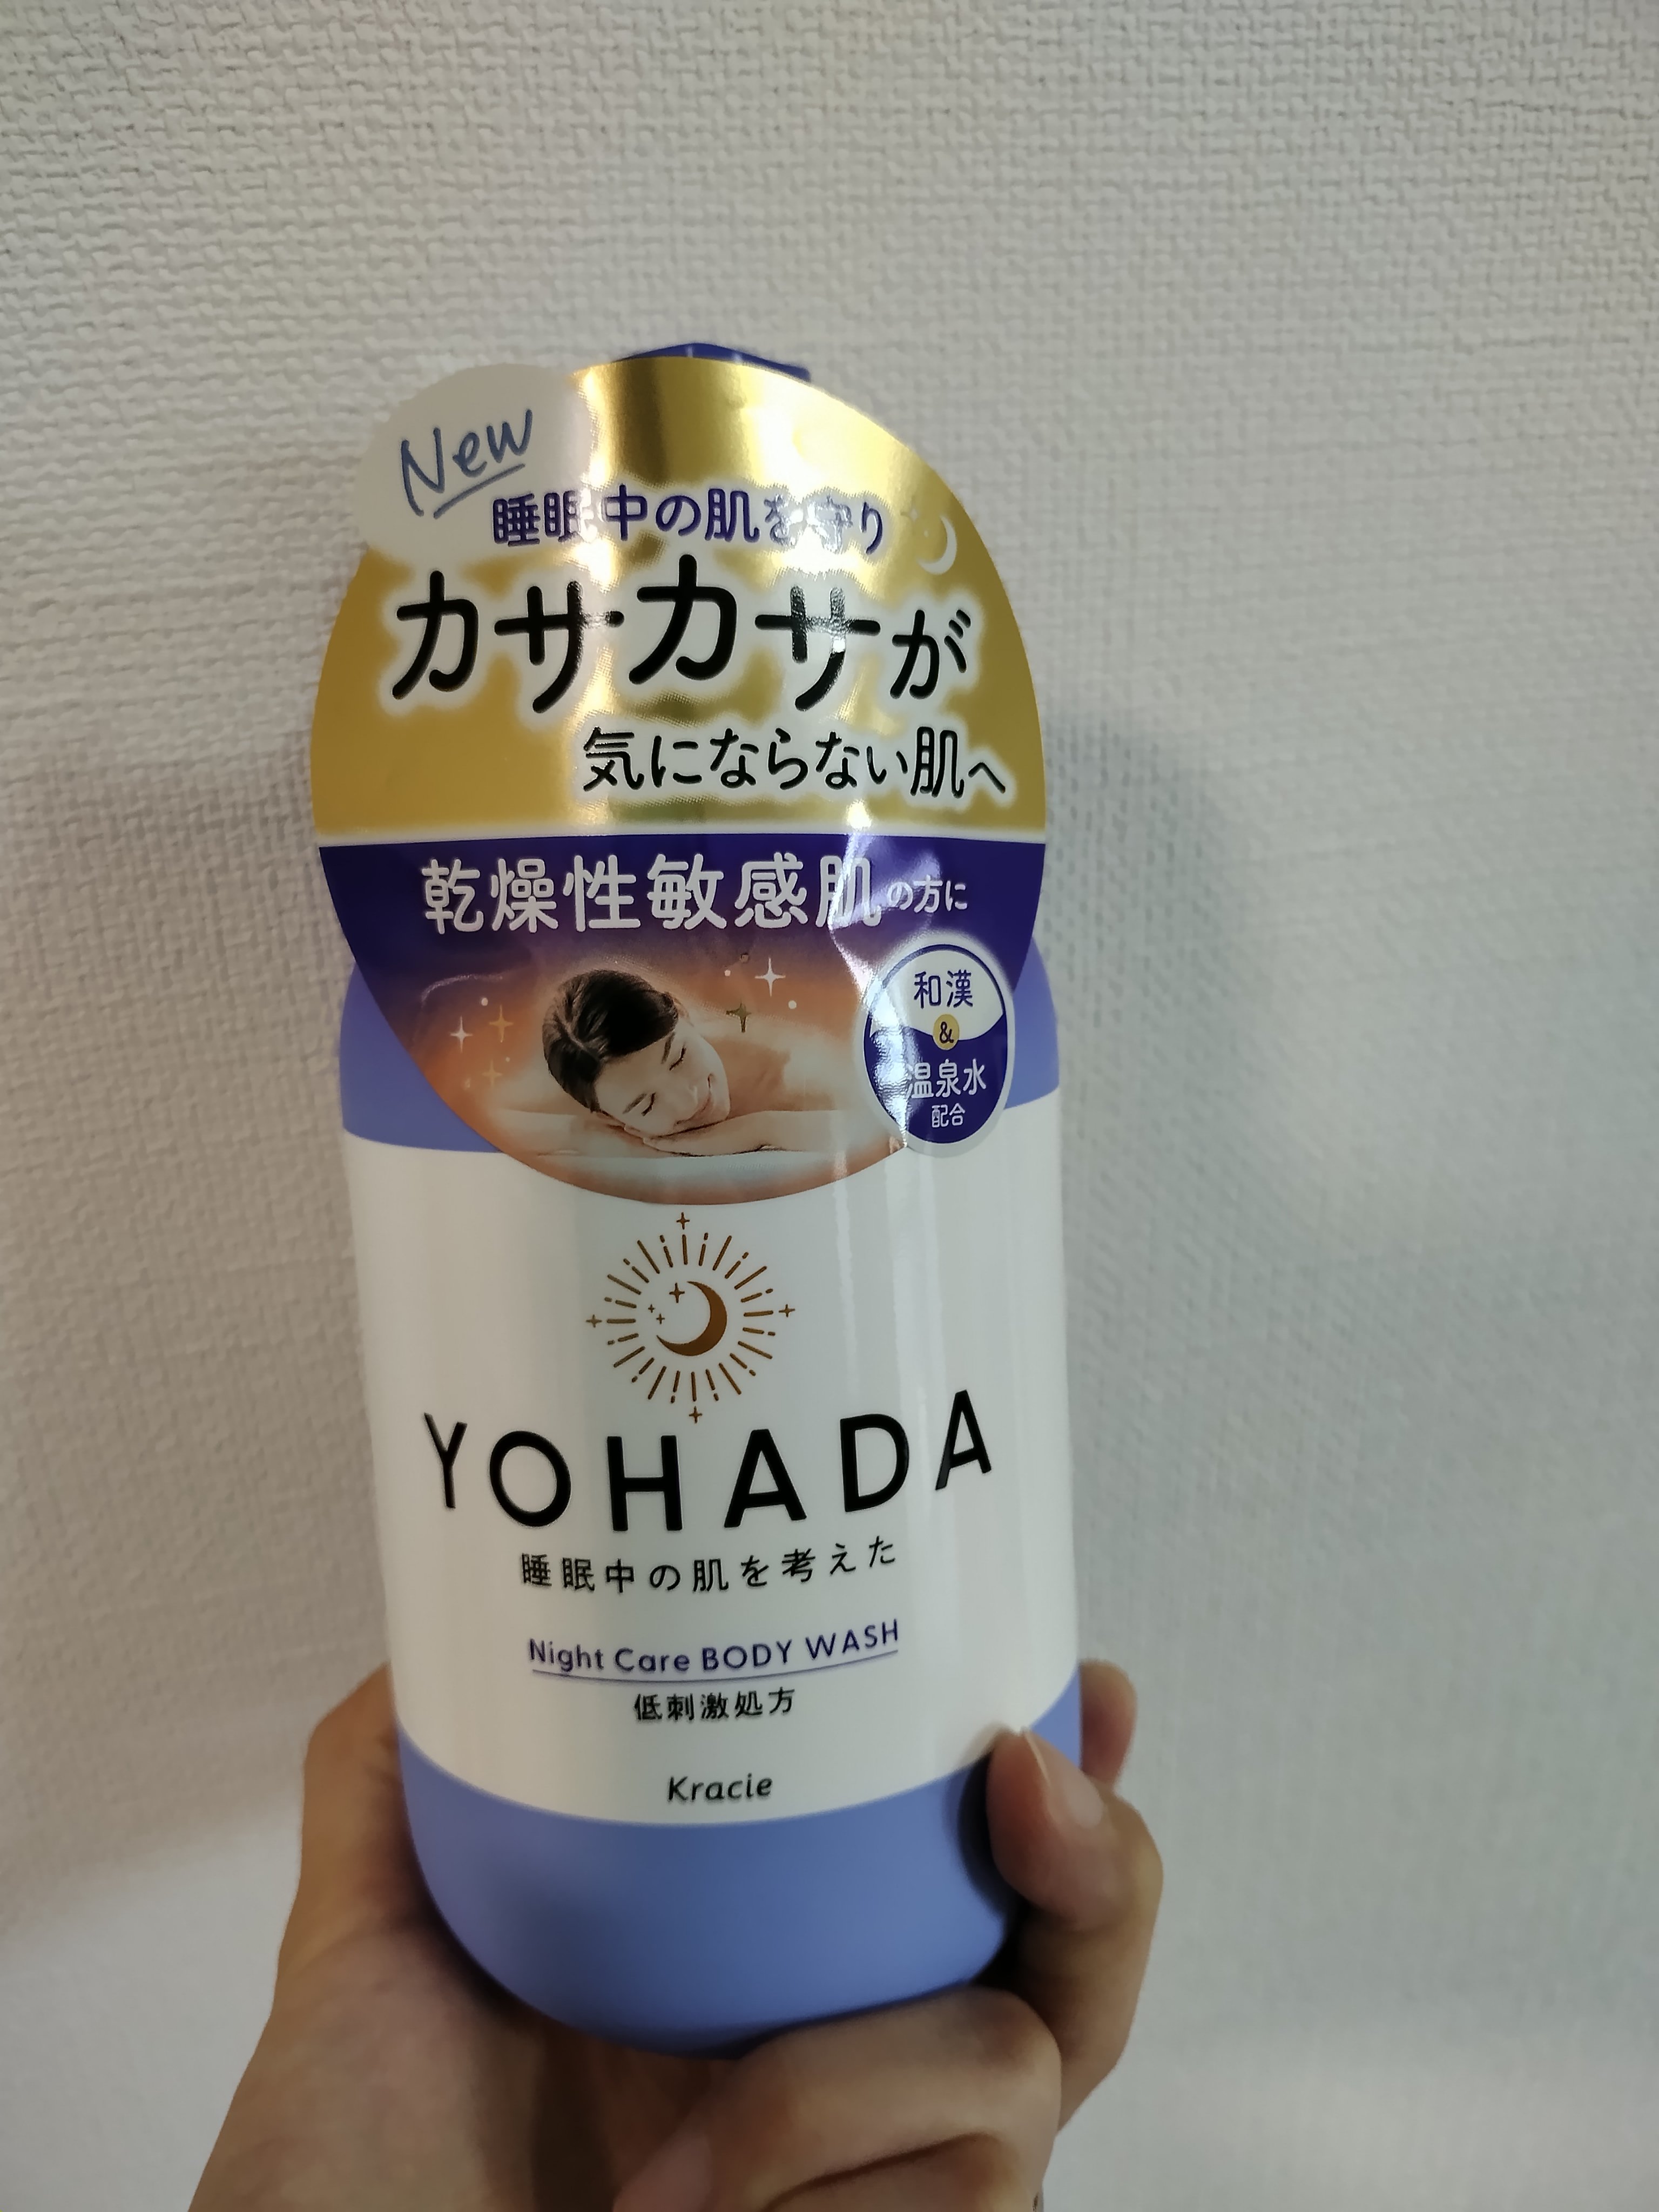 New
睡眠中の肌を守り
カサカサが
気にならない肌へ
乾燥性敏感肌の方に
和漢
&
温泉水
配合
YOHADA
睡眠中の肌を考えた
Night Care BODY WASH
低刺激処方
Kracie